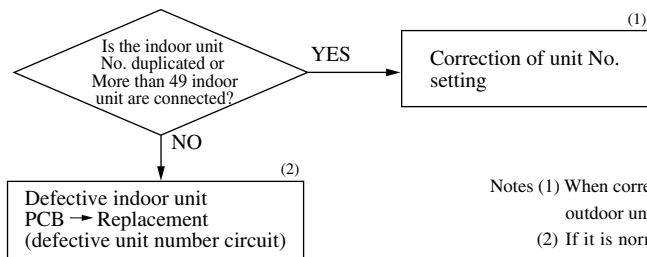 Is the indoor unit
No. duplicated or
More than 49 indoor
unit are connected?
YES
(1)
Correction of unit No.
setting
NO
(2)
Defective indoor unit
PCB → Replacement
(defective unit number circuit)
Notes (1) When corre
outdoor un
(2) If it is norr